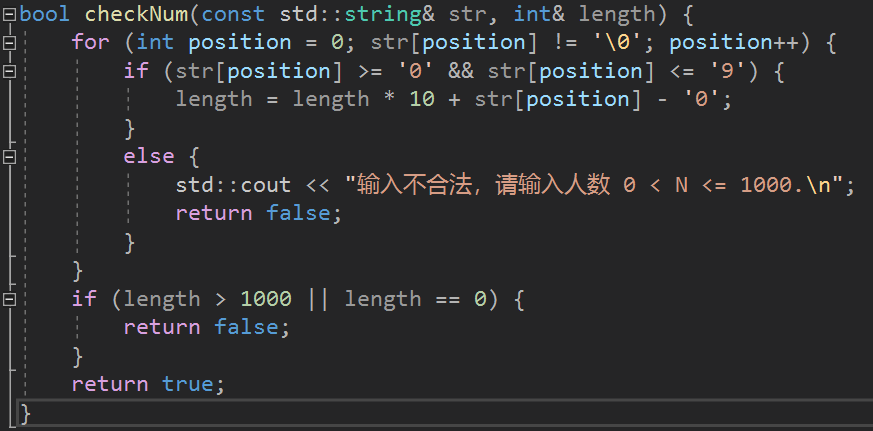 bool checkNum(const std::string& str, int& length) {
    for (int position = 0; str[position] != '\0'; position++) {
        if (str[position] >= '0' && str[position] <= '9') {
            length = length * 10 + str[position] - '0';
        }
        else {
            std::cout << "输入不合法，请输入人数 0 < N <= 1000.\n";
            return false;
        }
    }
    if (length > 1000 || length == 0) {
        return false;
    }
    return true;
}